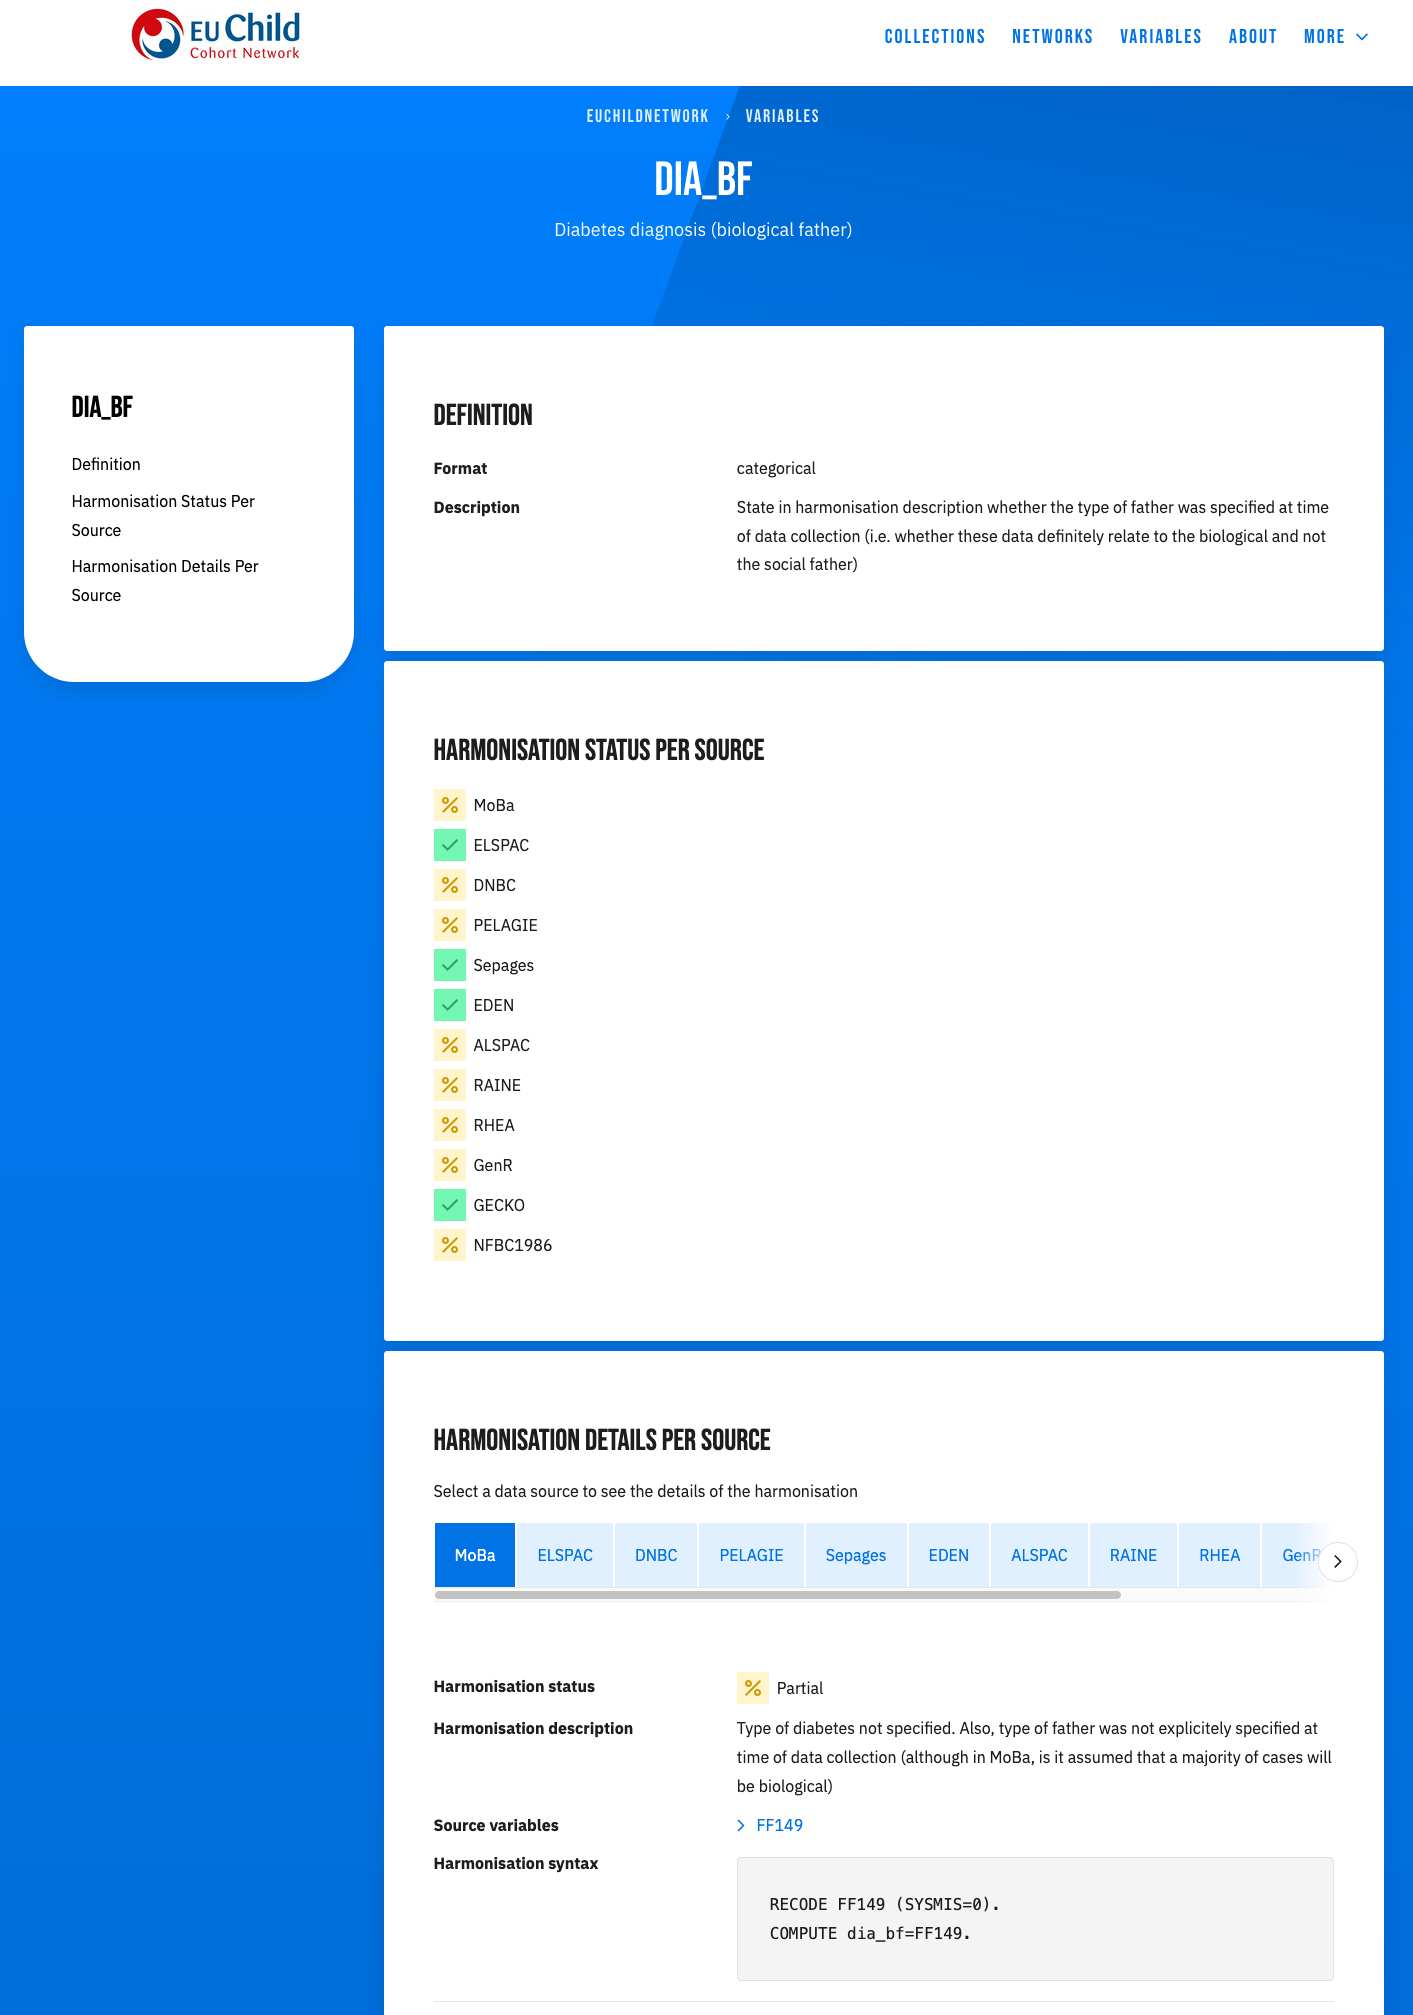 EU Child
Cohort Network
COLLECTIONS NETWORKS VARIABLES ABOUT MORE
EUCHILDNETWORK › VARIABLES
DIA_BF
Diabetes diagnosis (biological father)
DIA_BF
Definition
Harmonisation Status Per
Source
Harmonisation Details Per
Source
DEFINITION
Format categorical
Description State in harmonisation description whether the type of father was specified at time
of data collection (i.e. whether these data definitely relate to the biological and not
the social father)
HARMONISATION STATUS PER SOURCE
% MoBa
✓ ELSPAC
% DNBC
% PELAGIE
✓ Sepages
✓ EDEN
% ALSPAC
% RAINE
% RHEA
% GenR
✓ GECKO
% NFBC1986
HARMONISATION DETAILS PER SOURCE
Select a data source to see the details of the harmonisation
MoBa ELSPAC DNBC PELAGIE Sepages EDEN ALSPAC RAINE RHEA GenR
Harmonisation status % Partial
Harmonisation description Type of diabetes not specified. Also, type of father was not explicitely specified at
time of data collection (although in MoBa, is it assumed that a majority of cases will
be biological)
Source variables > FF149
Harmonisation syntax
RECODE FF149 (SYSMIS=0).
COMPUTE dia_bf=FF149.